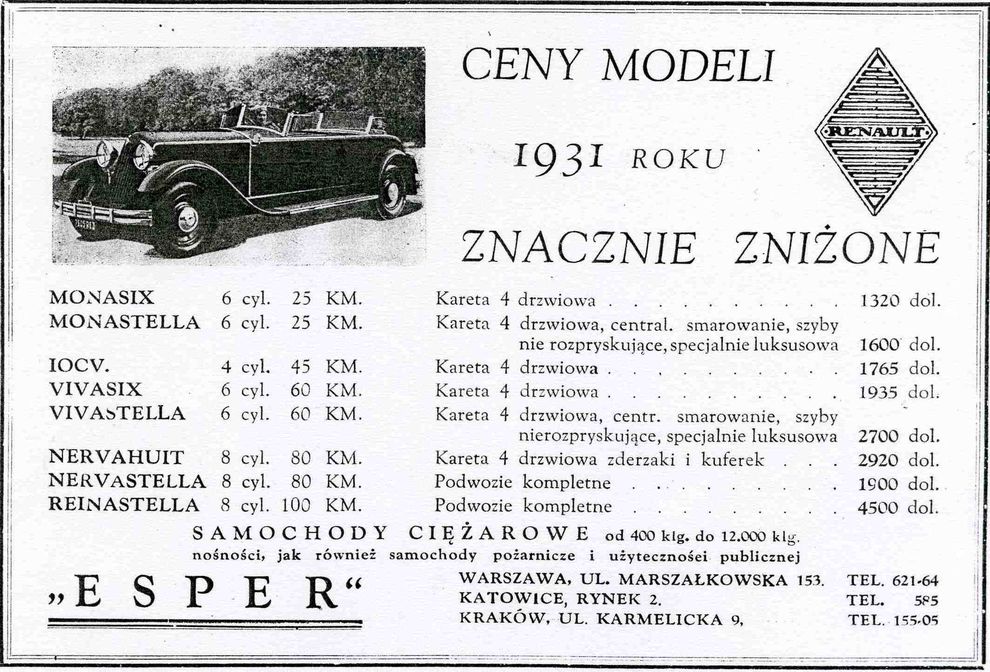 CENY MODELI
RENAULT
1931 ROKU
ZNACZNIE ZNIŻONE
MONASIX 6 cyl. 25 KM. Kareta 4 drzwiowa . . . . . . . . . . 1320 dol.
MONASTELLA 6 cyl. 25 KM. Kareta 4 drzwiowa, central. smarowanie, szyby
nie rozpryskujące, specjalnie luksusowa 1600 dol.
IOCV. 4 cyl. 45 KM. Kareta 4 drzwiowa . . . . . . . . . . 1765 dol.
VIVASIX 6 cyl. 60 KM. Kareta 4 drzwiowa . . . . . . . . . . 1935 dol.
VIVASTELLA 6 cyl. 60 KM. Kareta 4 drzwiowa, centr. smarowanie, szyby
nierozpryskujące, specjalnie luksusowa 2700 dol.
NERVAHUIT 8 cyl. 80 KM. Kareta 4 drzwiowa zderzaki i kuferek . . . 2920 dol.
NERVASTELLA 8 cyl. 80 KM. Podwozie kompletne . . . . . . . . . 1900 dol.
REINASTELLA 8 cyl. 100 KM. Podwozie kompletne . . . . . . . . . 4500 dol.
SAMOCHODY CIĘŻAROWE od 400 klg. do 12.000 klg.
nośności, jak również samochody pożarnicze i użyteczności publicznej
„ESPER“
WARSZAWA, UL. MARSZAŁKOWSKA 153. TEL. 621-64
KATOWICE, RYNEK 2. TEL. 585
KRAKÓW, UL. KARMELICKA 9, TEL. 155-05